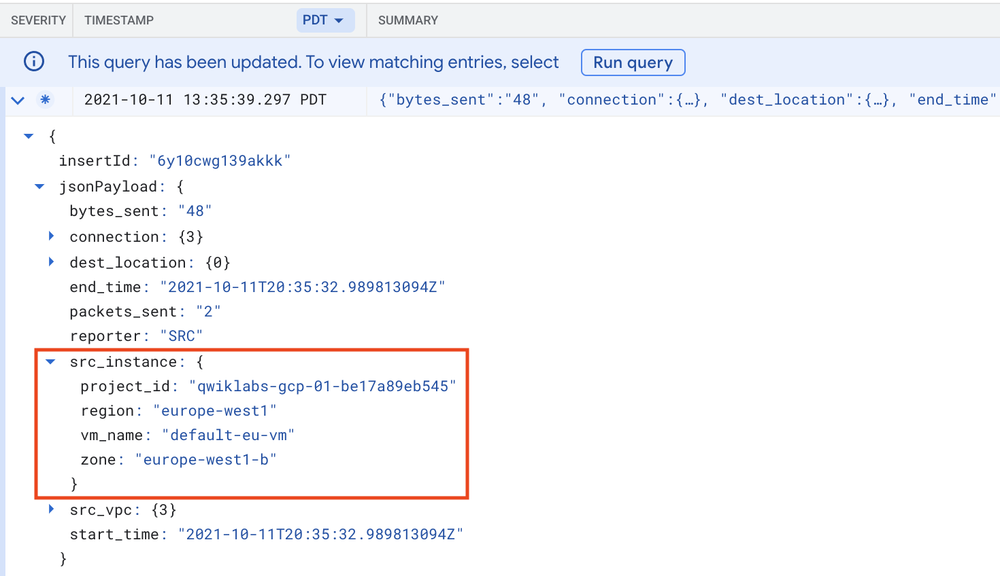 SEVERITY TIMESTAMP PDT SUMMARY
This query has been updated. To view matching entries, select Run query
2021-10-11 13:35:39.297 PDT {"bytes_sent":"48", "connection":{…}, "dest_location":{…}, "end_time"
{
insertId: "6y10cwg139akkk"
jsonPayload: {
bytes_sent: "48"
connection: {3}
dest_location: {0}
end_time: "2021-10-11T20:35:32.989813094Z"
packets_sent: "2"
reporter: "SRC"
src_instance: {
project_id: "qwiklabs-gcp-01-be17a89eb545"
region: "europe-west1"
vm_name: "default-eu-vm"
zone: "europe-west1-b"
}
src_vpc: {3}
start_time: "2021-10-11T20:35:32.989813094Z"
}